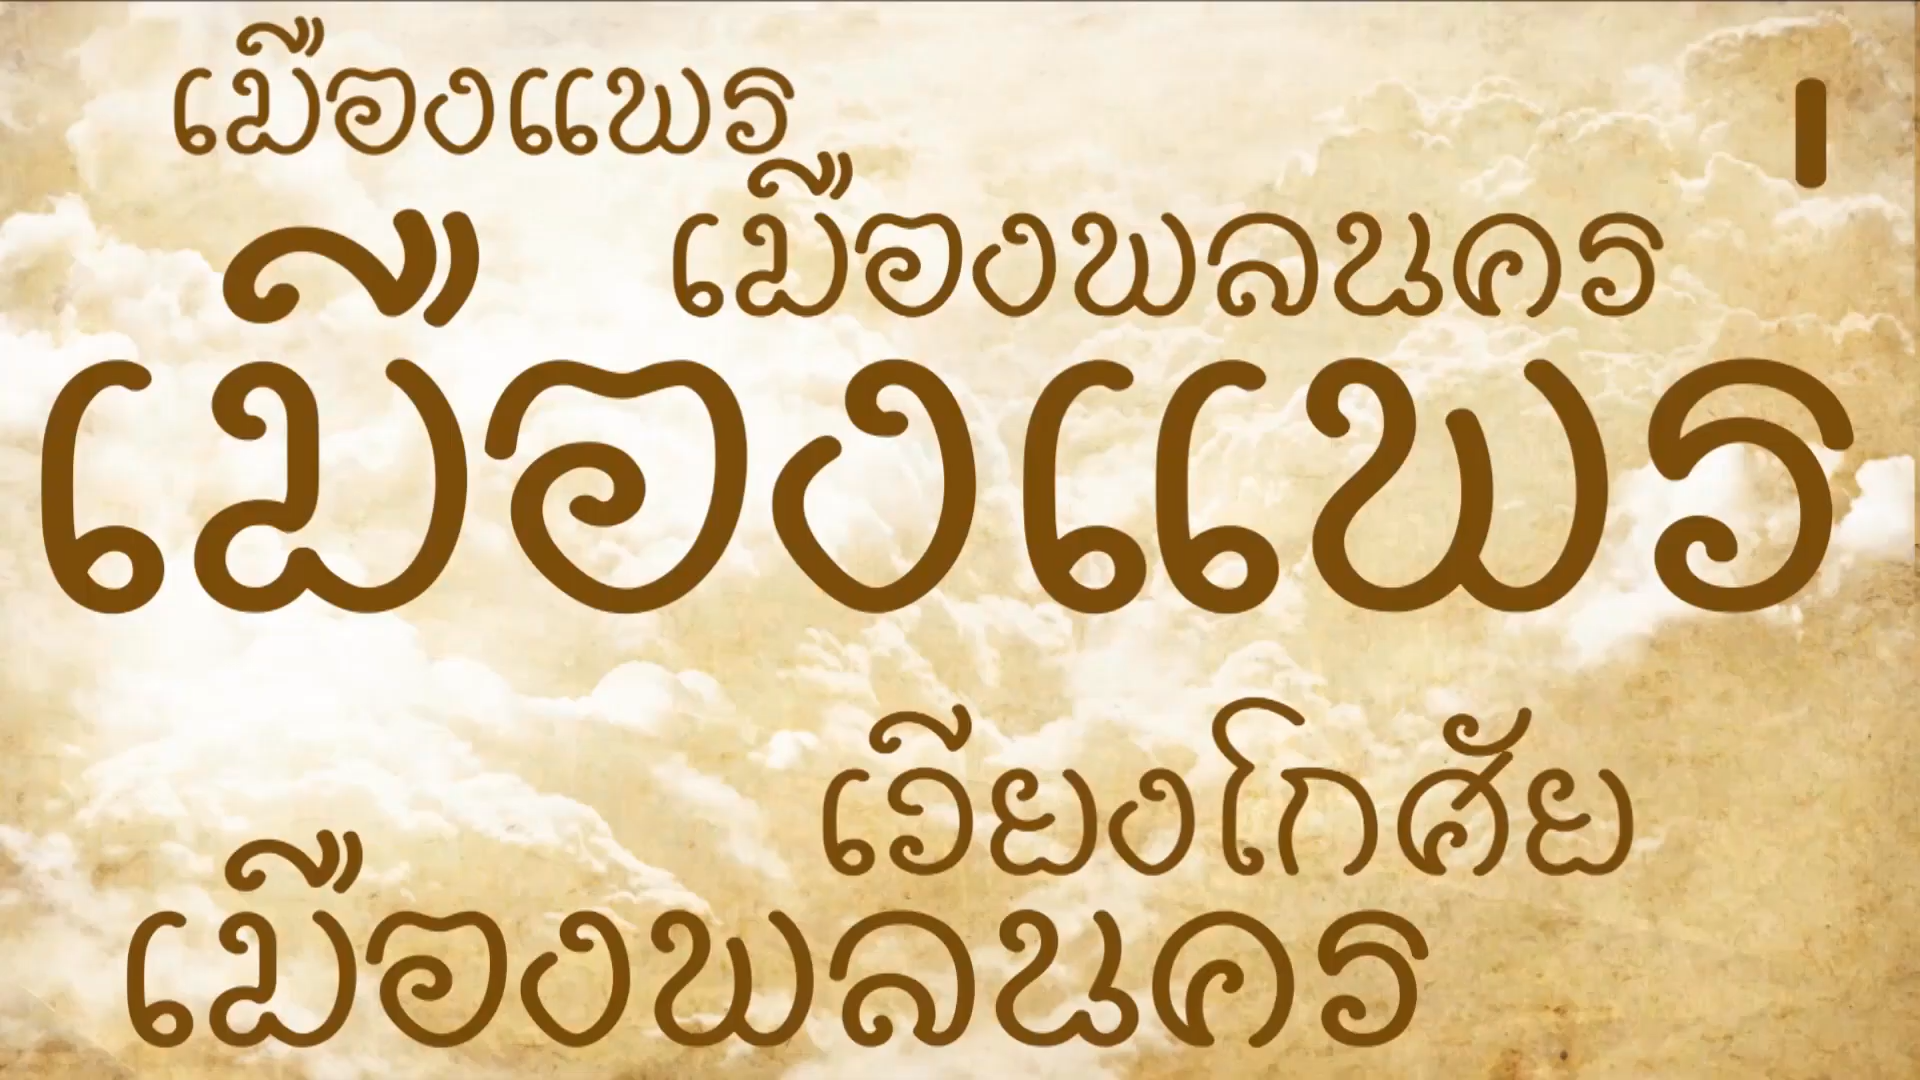 เมืองแพร
เมืองพลนคร
เมืองแพร่
เวียงโกศัย
เมืองพลนคร